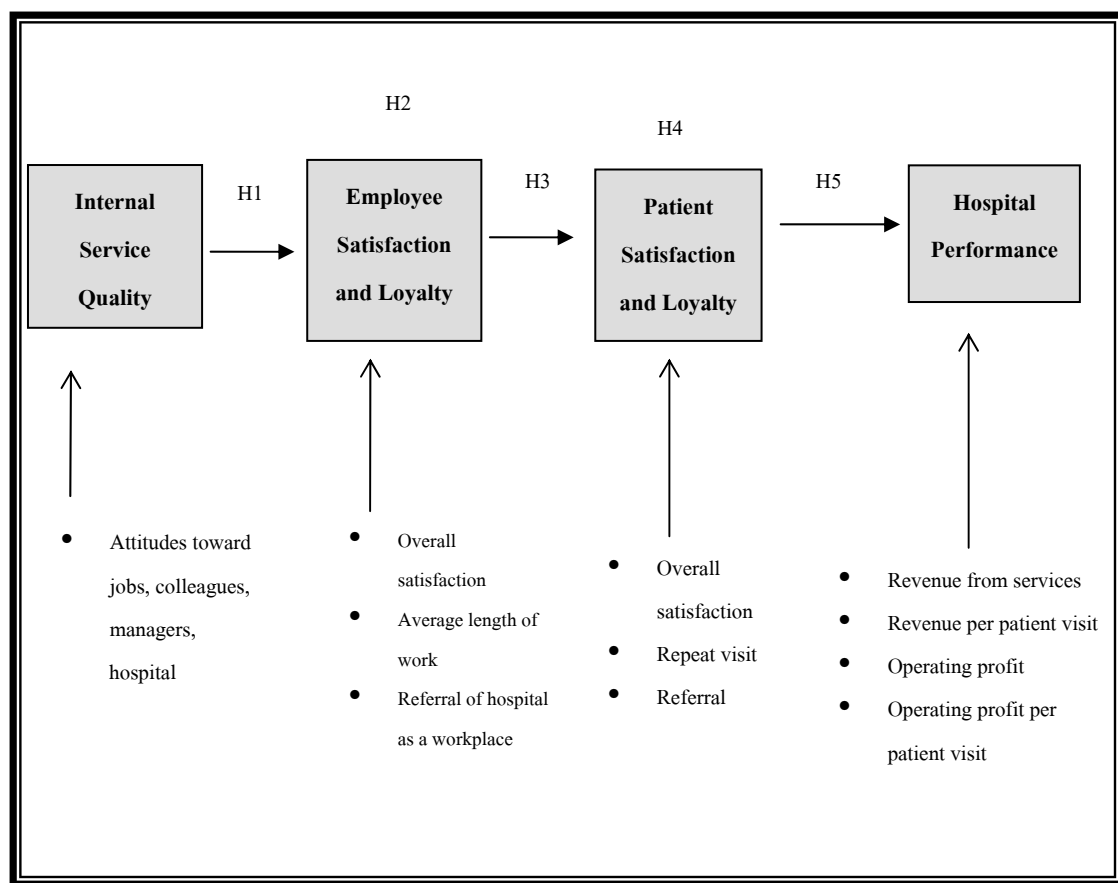 H2
H4
Internal
Service
Quality
H1
Employee
Satisfaction
and Loyalty
H3
Patient
Satisfaction
and Loyalty
H5
Hospital
Performance
• Attitudes toward
jobs, colleagues,
managers,
hospital
• Overall
satisfaction
• Average length of
work
• Referral of hospital
as a workplace
• Overall
satisfaction
• Repeat visit
• Referral
• Revenue from services
• Revenue per patient visit
• Operating profit
• Operating profit per
patient visit